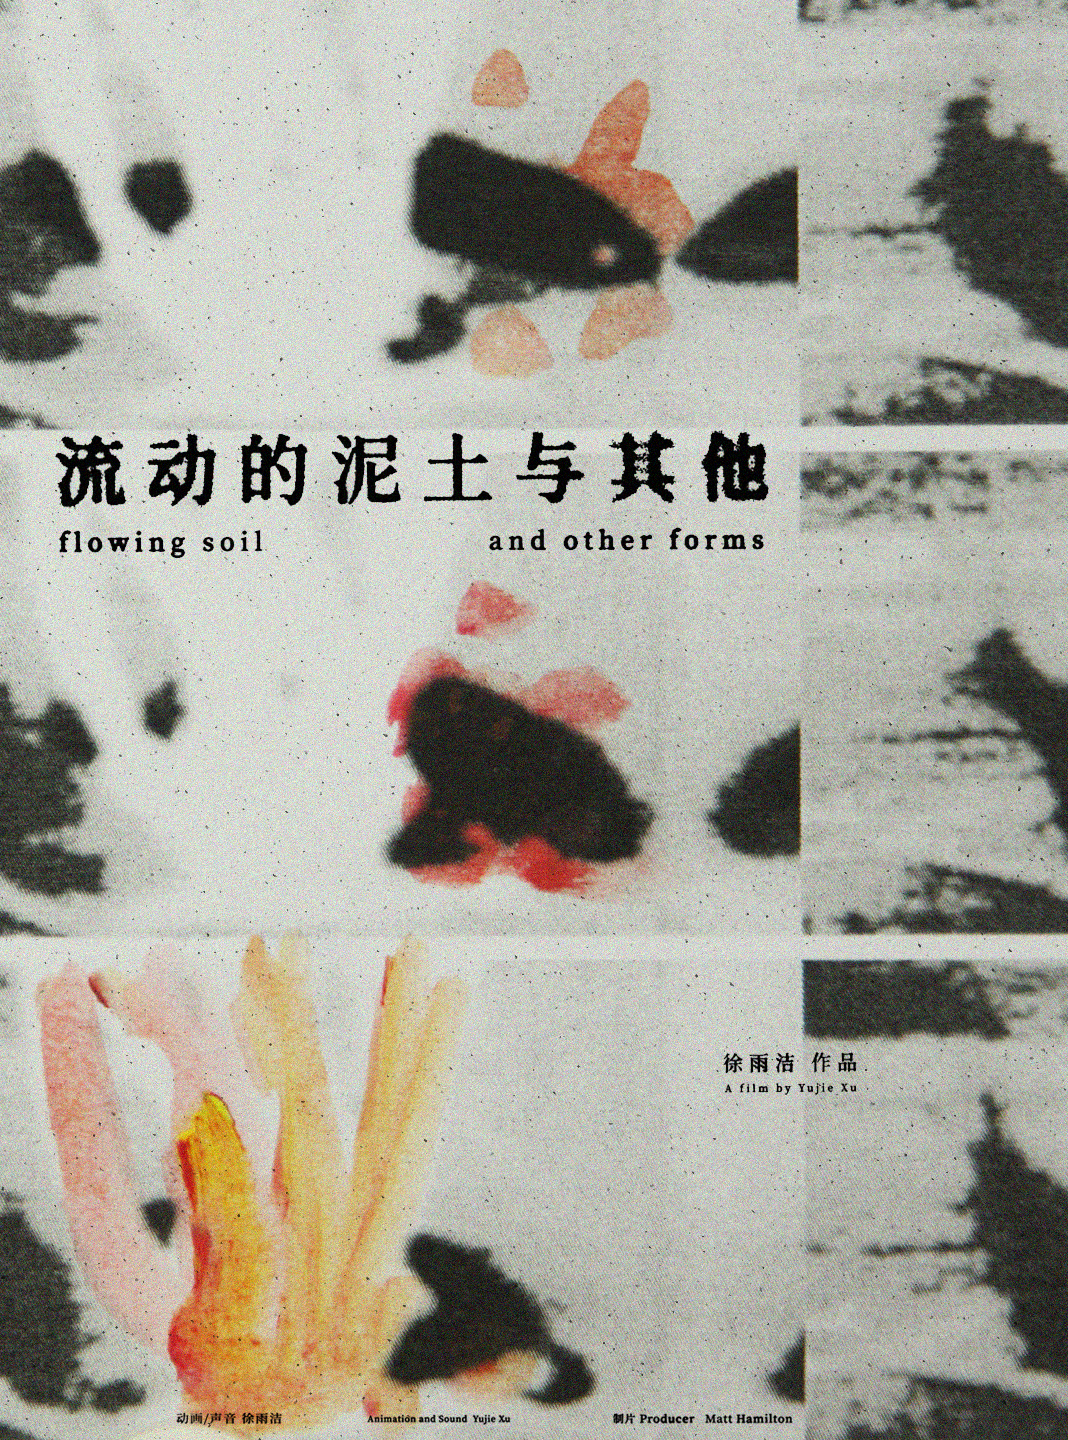 流动的泥土与其他
flowing soil and other forms
徐雨洁 作品
A film by Yujie Xu
动画/声音 徐雨洁 Animation and Sound Yujie Xu 制片 Producer Matt Hamilton